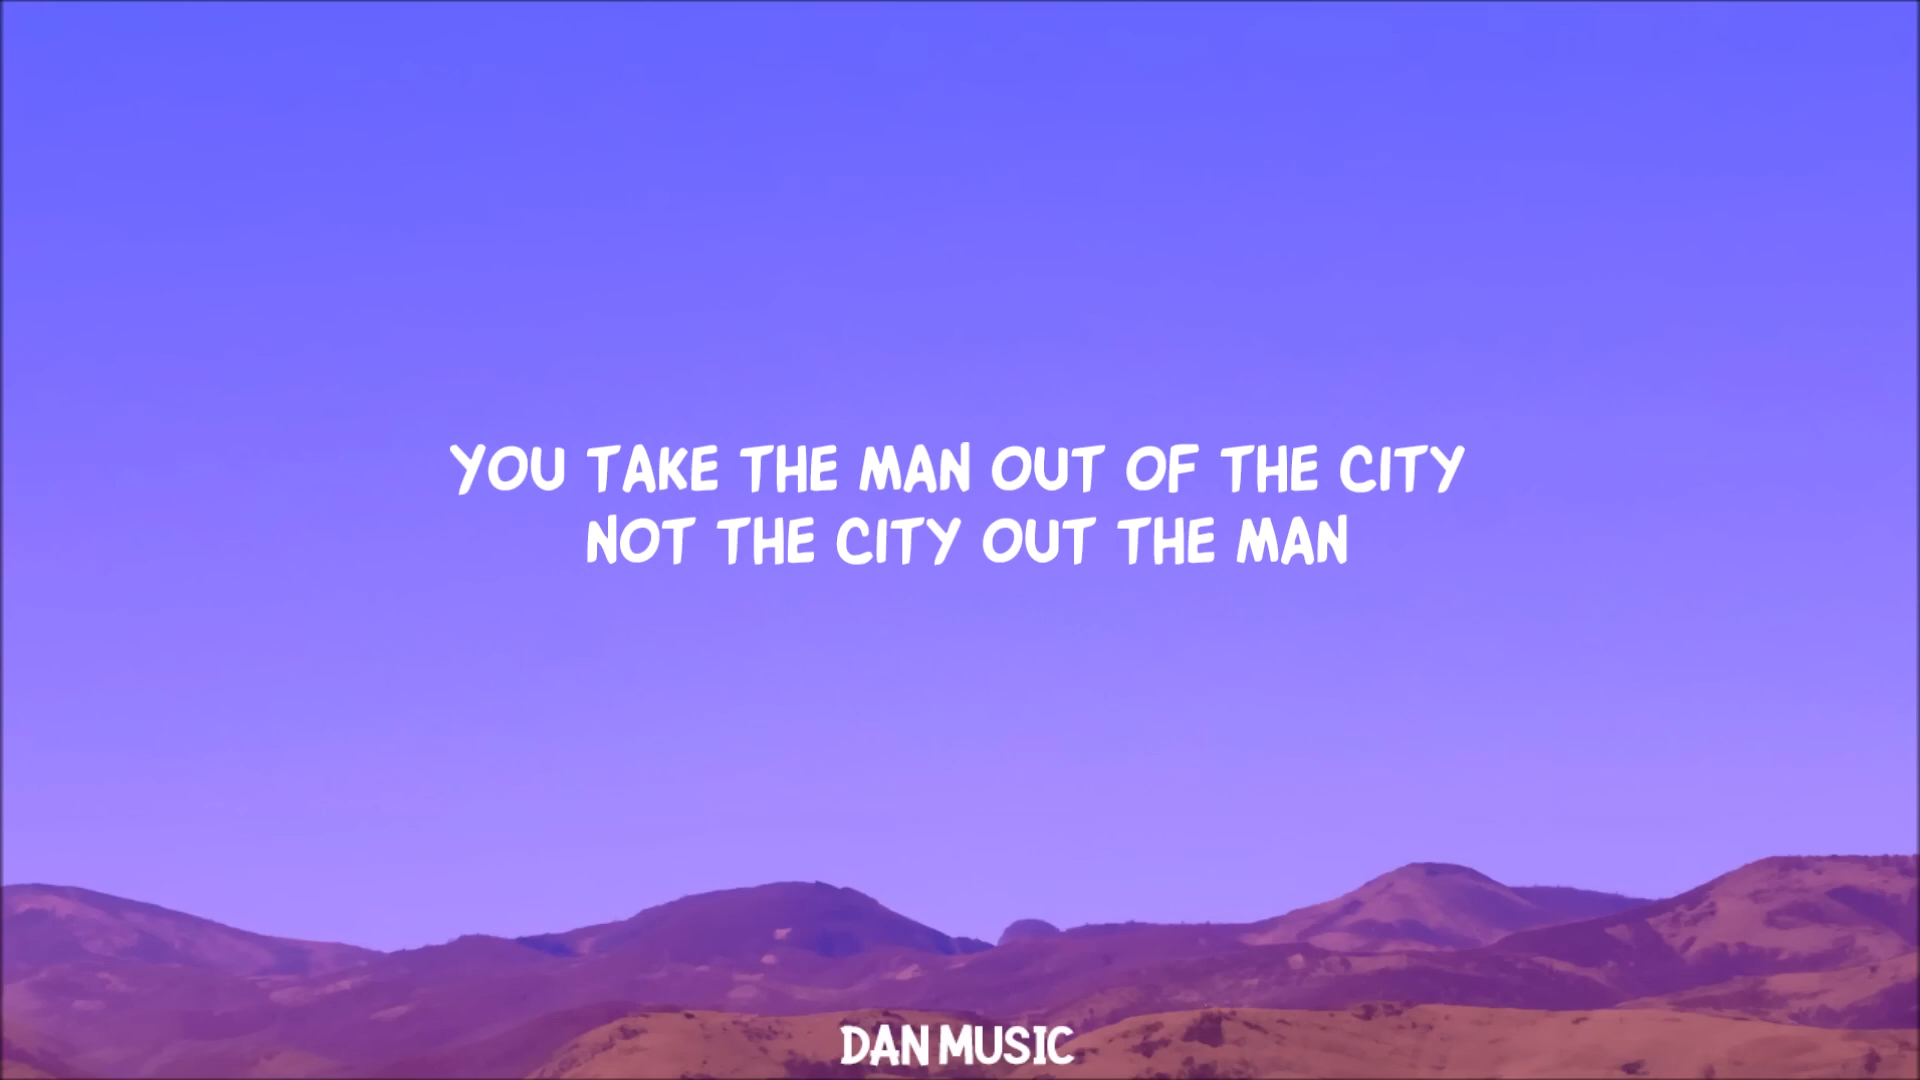 YOU TAKE THE MAN OUT OF THE CITY
NOT THE CITY OUT THE MAN
DAN MUSIC